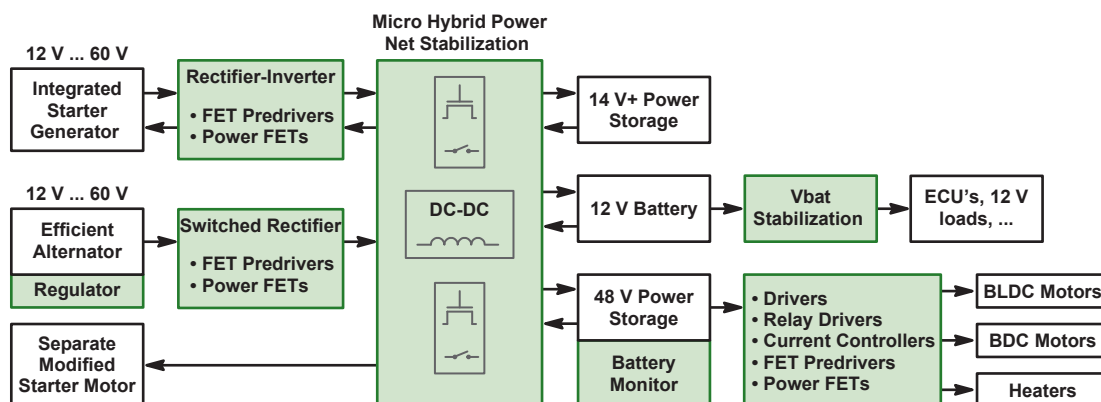 Micro Hybrid Power
Net Stabilization
12 V ... 60 V
Integrated
Starter
Generator
Rectifier-Inverter
• FET Predrivers
• Power FETs
14 V+ Power
Storage
12 V ... 60 V
Efficient
Alternator
Regulator
Switched Rectifier
• FET Predrivers
• Power FETs
DC-DC
12 V Battery
Vbat
Stabilization
ECU's, 12 V
loads, ...
Separate
Modified
Starter Motor
48 V Power
Storage
Battery
Monitor
• Drivers
• Relay Drivers
• Current Controllers
• FET Predrivers
• Power FETs
BLDC Motors
BDC Motors
Heaters